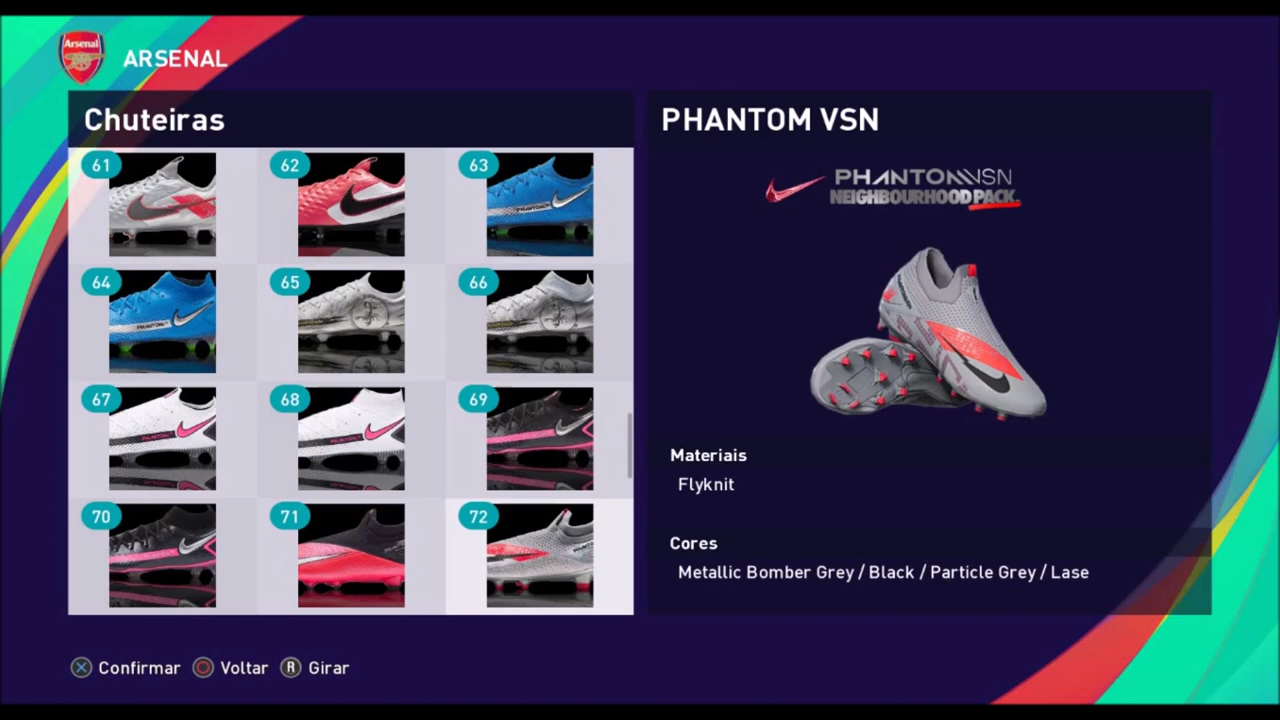 Arsenal
ARSENAL
Chuteiras
61
62
63
64
65
66
67
68
69
70
71
72
PHANTOM VSN
PHANTOM VSN
NEIGHBOURHOOD PACK.
Materiais
Flyknit
Cores
Metallic Bomber Grey / Black / Particle Grey / Lase
Confirmar
Voltar
R
Girar